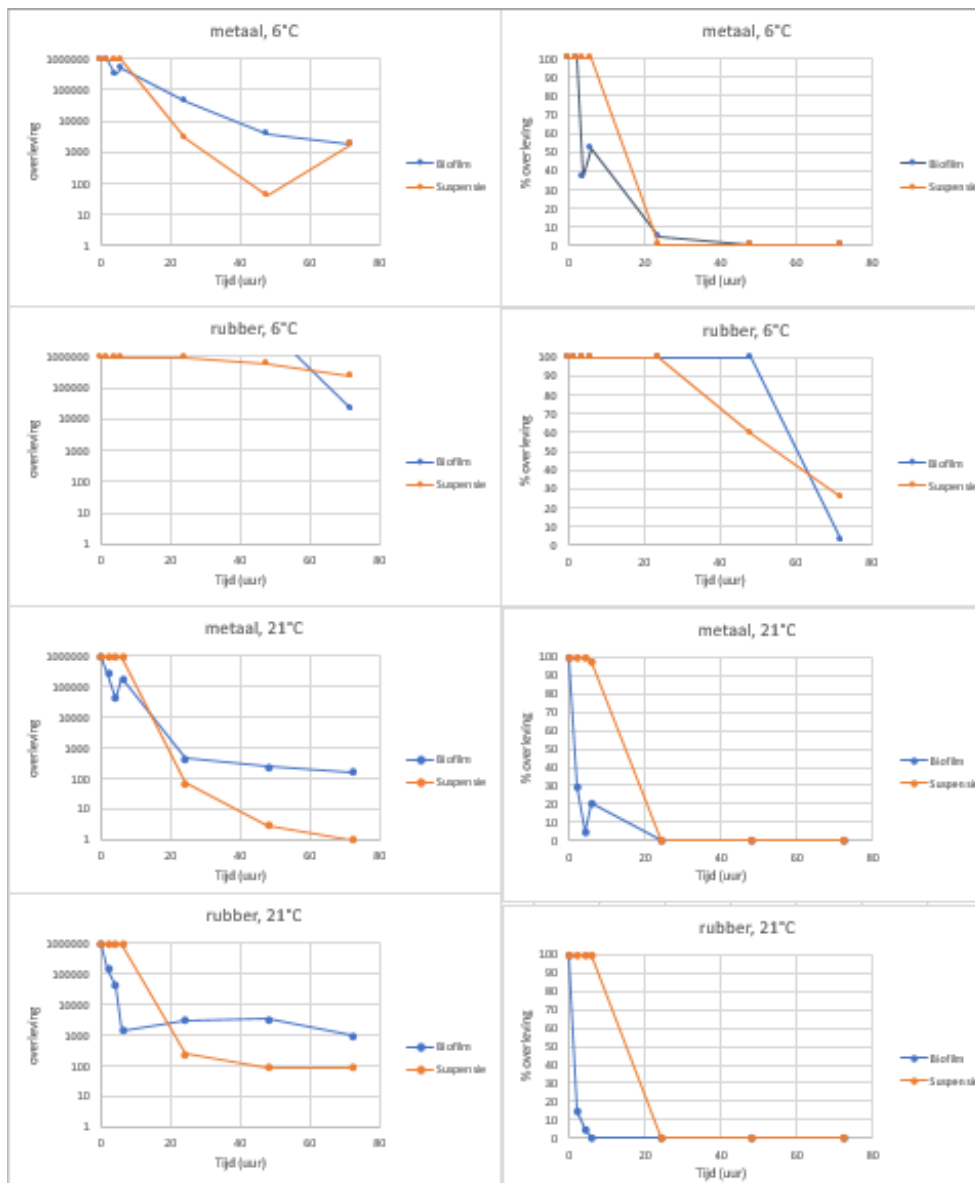 metaal, 6°C
1000000
100000
10000
1000
100
10
1
overleving
0 20 40 60 80
Tijd (uur)
Biofilm
Suspensie
metaal, 6°C
100
90
80
70
60
50
40
30
20
10
0
% overleving
0 20 40 60 80
Tijd (uur)
Biofilm
Suspensie
rubber, 6°C
1000000
100000
10000
1000
100
10
1
overleving
0 20 40 60 80
Tijd (uur)
Biofilm
Suspensie
rubber, 6°C
100
90
80
70
60
50
40
30
20
10
0
% overleving
0 20 40 60 80
Tijd (uur)
Biofilm
Suspensie
metaal, 21°C
1000000
100000
10000
1000
100
10
1
overleving
0 20 40 60 80
Tijd (uur)
Biofilm
Suspensie
metaal, 21°C
100
90
80
70
60
50
40
30
20
10
0
% overleving
0 20 40 60 80
Tijd (uur)
Biofilm
Suspensie
rubber, 21°C
1000000
100000
10000
1000
100
10
1
overleving
0 20 40 60 80
Tijd (uur)
Biofilm
Suspensie
rubber, 21°C
100
90
80
70
60
50
40
30
20
10
0
% overleving
0 20 40 60 80
Tijd (uur)
Biofilm
Suspensie